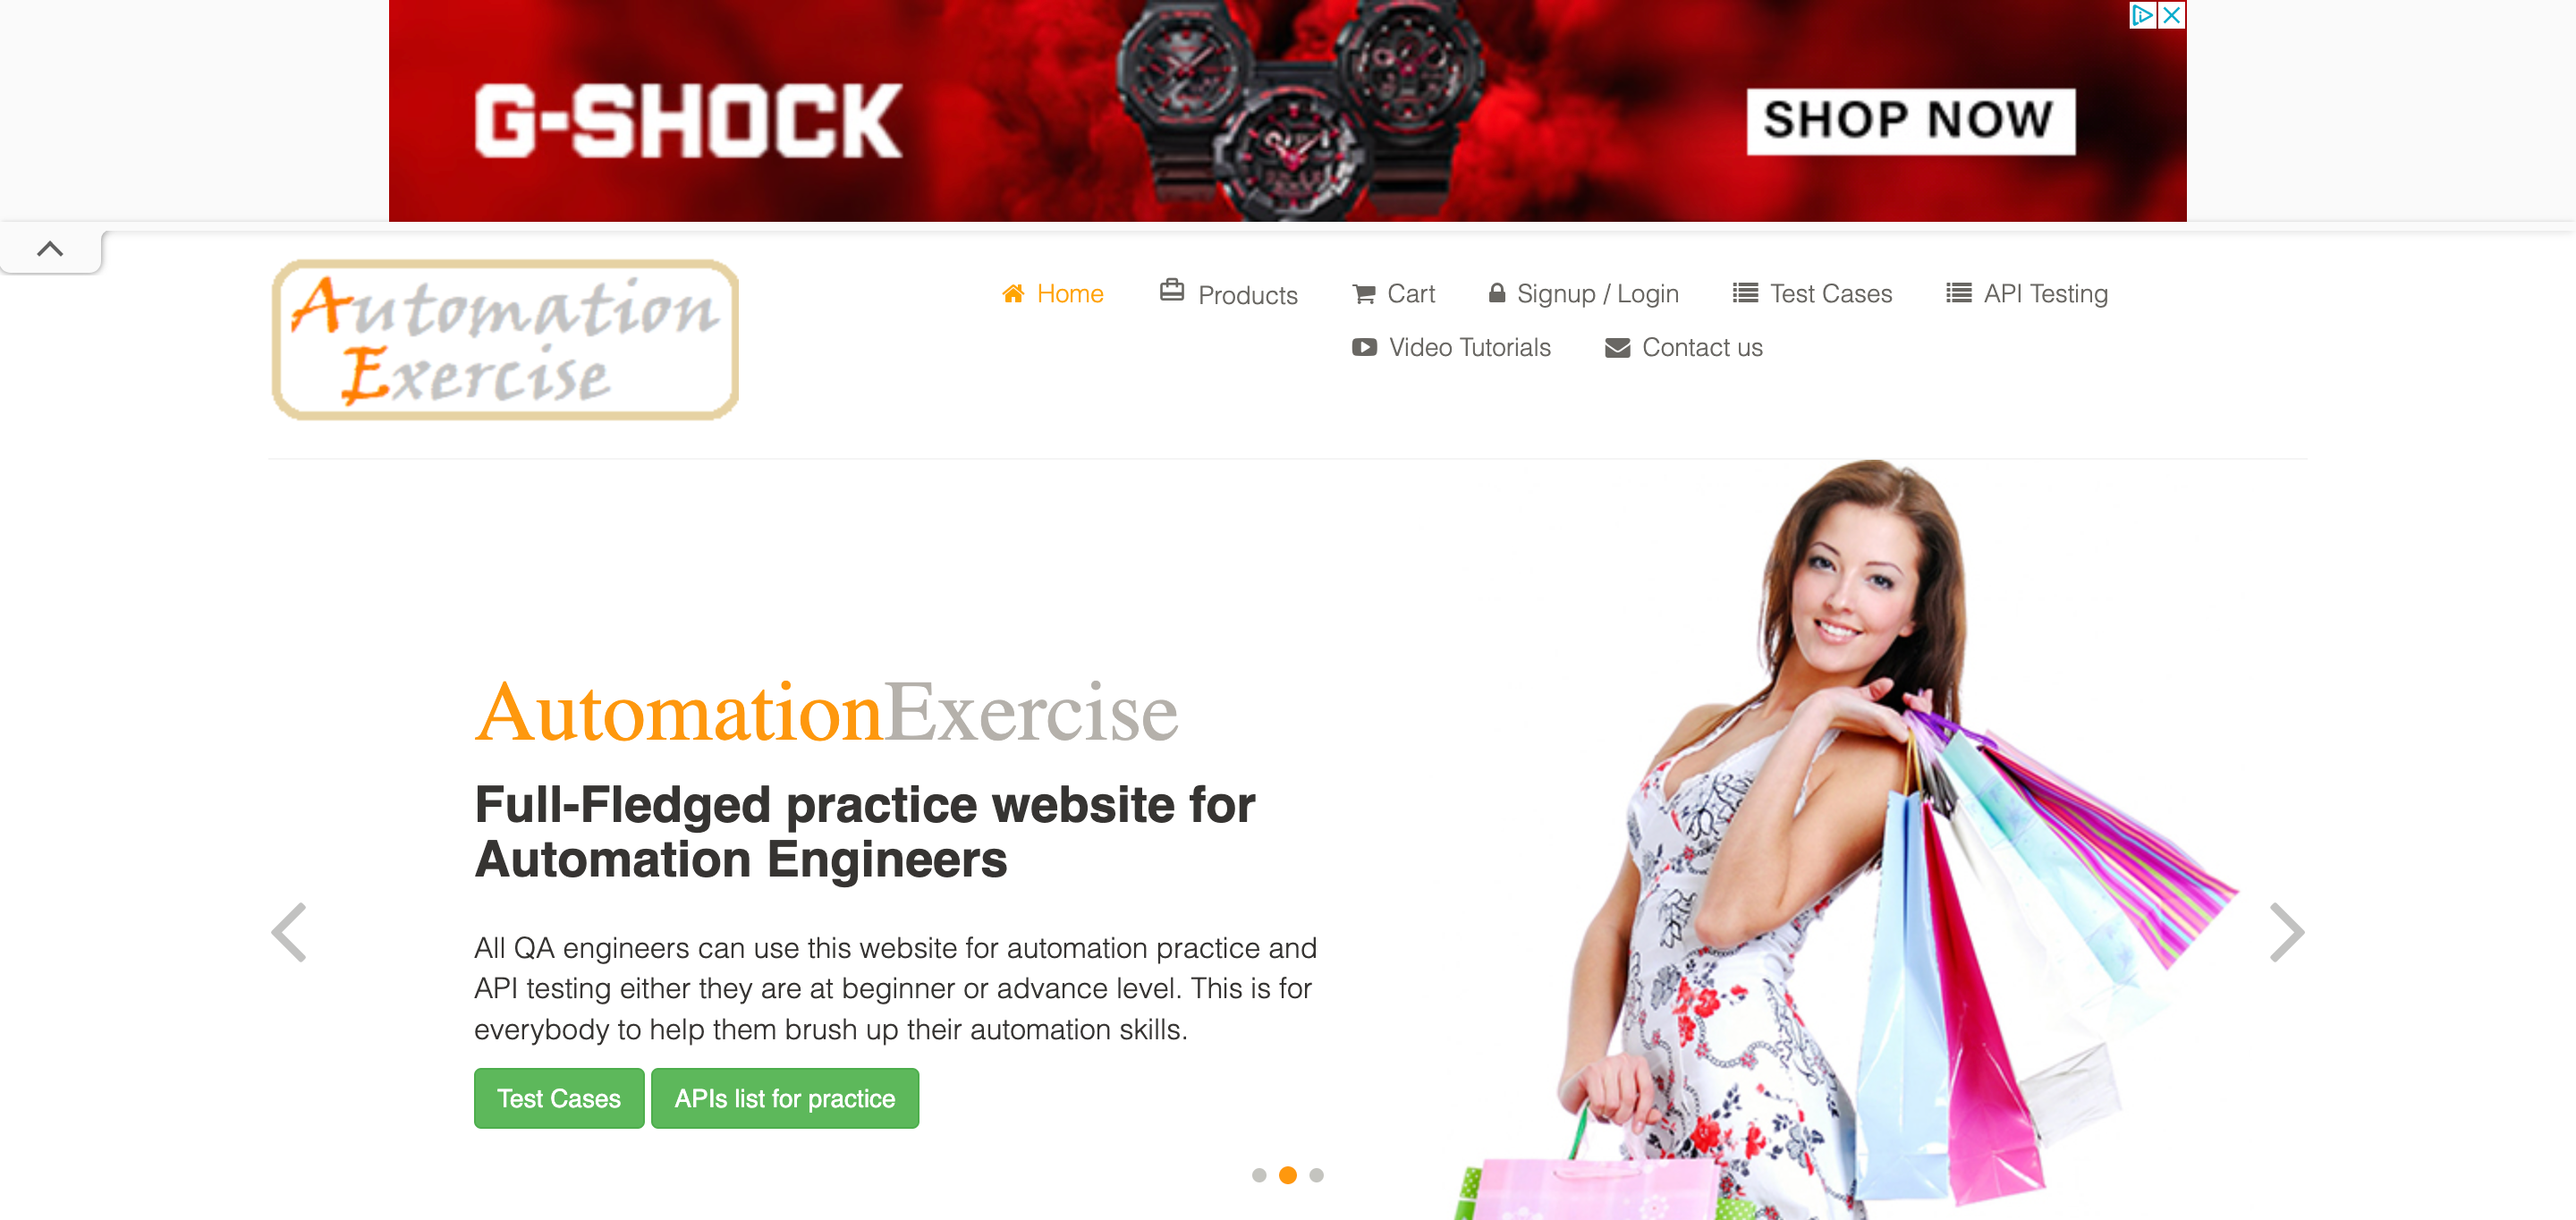 G-SHOCK
SHOP NOW
Automation
Exercise
Home
Products
Cart
Signup / Login
Test Cases
API Testing
Video Tutorials
Contact us
AutomationExercise
Full-Fledged practice website for
Automation Engineers
All QA engineers can use this website for automation practice and
API testing either they are at beginner or advance level. This is for
everybody to help them brush up their automation skills.
Test Cases
APIs list for practice